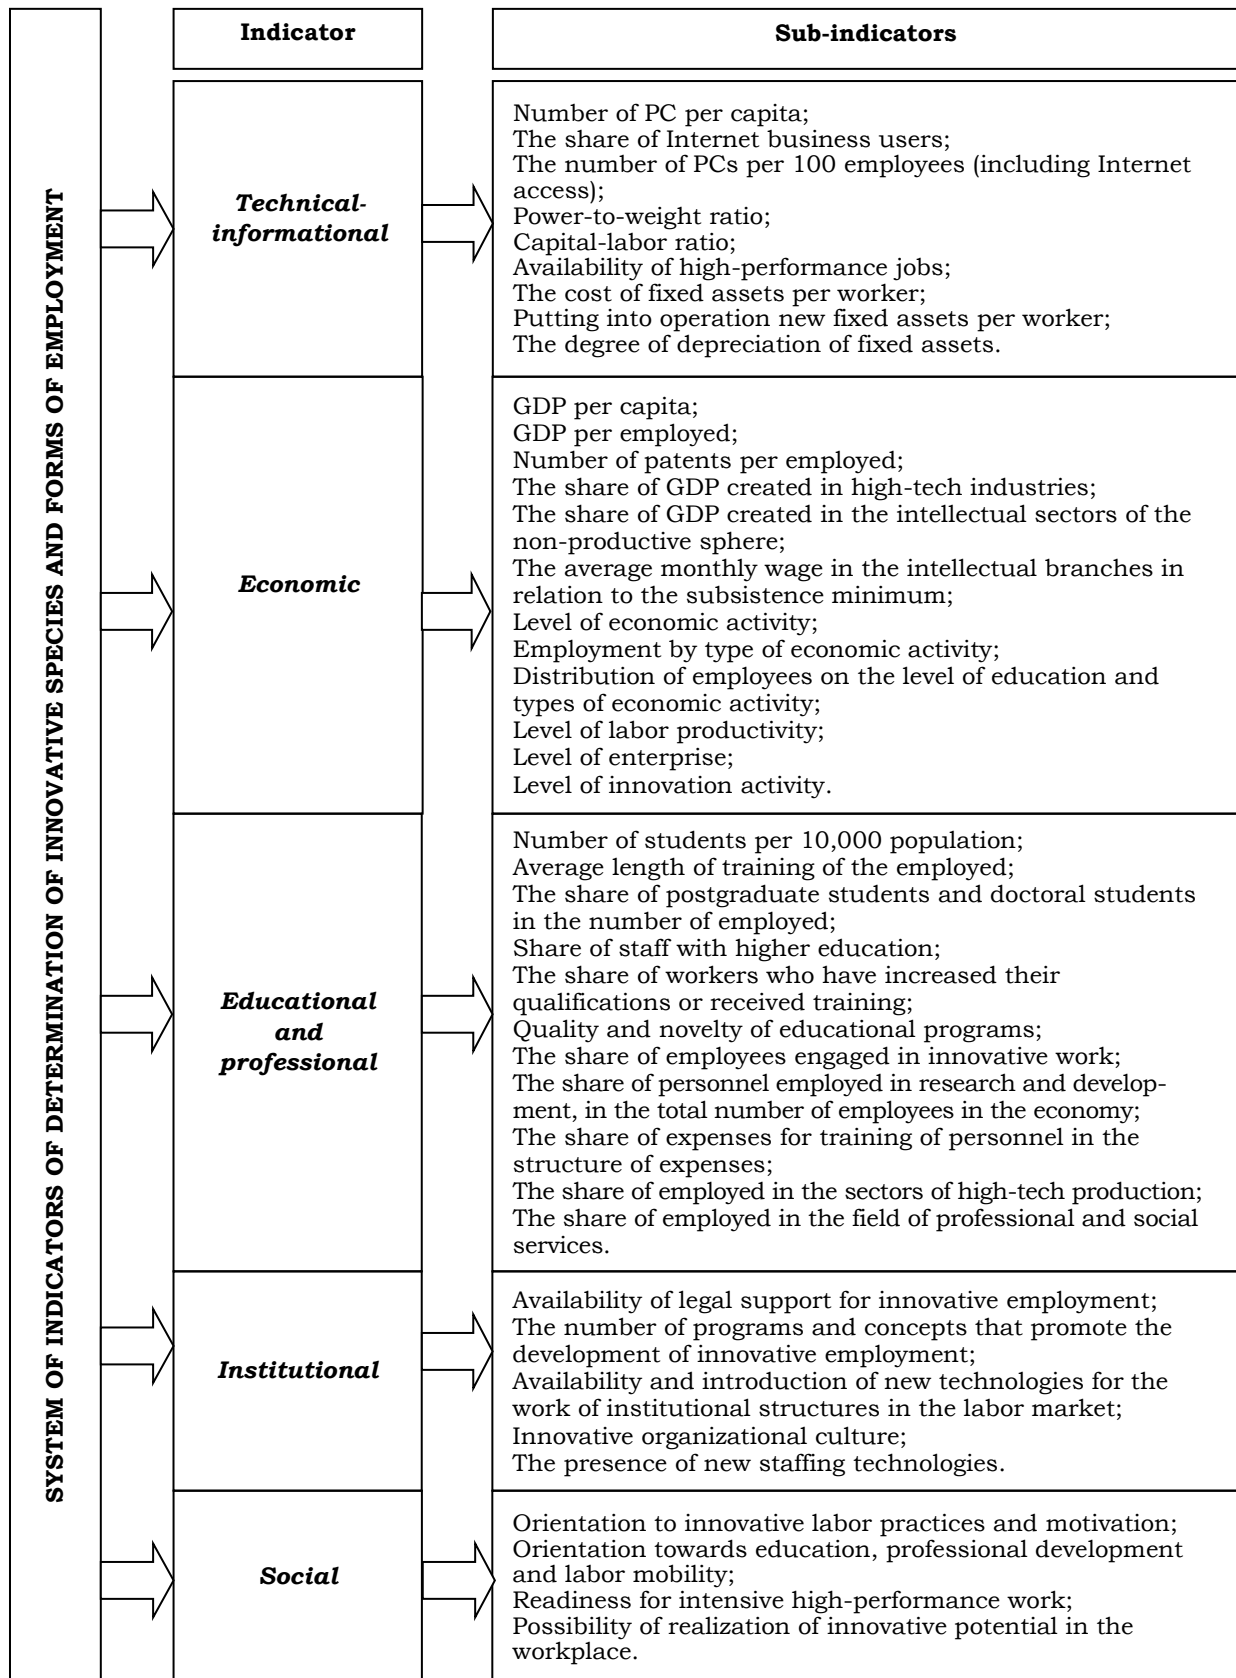 SYSTEM OF INDICATORS OF DETERMINATION OF INNOVATIVE SPECIES AND FORMS OF EMPLOYMENT
Indicator
Sub-indicators
Technical-
informational
Number of PC per capita;
The share of Internet business users;
The number of PCs per 100 employees (including Internet
access);
Power-to-weight ratio;
Capital-labor ratio;
Availability of high-performance jobs;
The cost of fixed assets per worker;
Putting into operation new fixed assets per worker;
The degree of depreciation of fixed assets.
Economic
GDP per capita;
GDP per employed;
Number of patents per employed;
The share of GDP created in high-tech industries;
The share of GDP created in the intellectual sectors of the
non-productive sphere;
The average monthly wage in the intellectual branches in
relation to the subsistence minimum;
Level of economic activity;
Employment by type of economic activity;
Distribution of employees on the level of education and
types of economic activity;
Level of labor productivity;
Level of enterprise;
Level of innovation activity.
Educational
and
professional
Number of students per 10,000 population;
Average length of training of the employed;
The share of postgraduate students and doctoral students
in the number of employed;
Share of staff with higher education;
The share of workers who have increased their
qualifications or received training;
Quality and novelty of educational programs;
The share of employees engaged in innovative work;
The share of personnel employed in research and develop-
ment, in the total number of employees in the economy;
The share of expenses for training of personnel in the
structure of expenses;
The share of employed in the sectors of high-tech production;
The share of employed in the field of professional and social
services.
Institutional
Availability of legal support for innovative employment;
The number of programs and concepts that promote the
development of innovative employment;
Availability and introduction of new technologies for the
work of institutional structures in the labor market;
Innovative organizational culture;
The presence of new staffing technologies.
Social
Orientation to innovative labor practices and motivation;
Orientation towards education, professional development
and labor mobility;
Readiness for intensive high-performance work;
Possibility of realization of innovative potential in the
workplace.